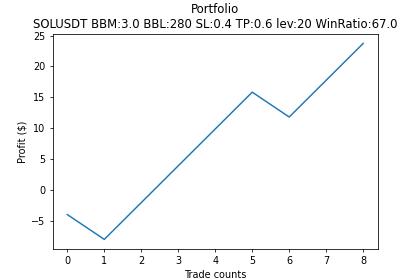 Portfolio
SOLUSDT BBM:3.0 BBL:280 SL:0.4 TP:0.6 lev:20 WinRatio:67.0
25
20
15
10
5
0
−5
Profit ($)
0 1 2 3 4 5 6 7 8
Trade counts